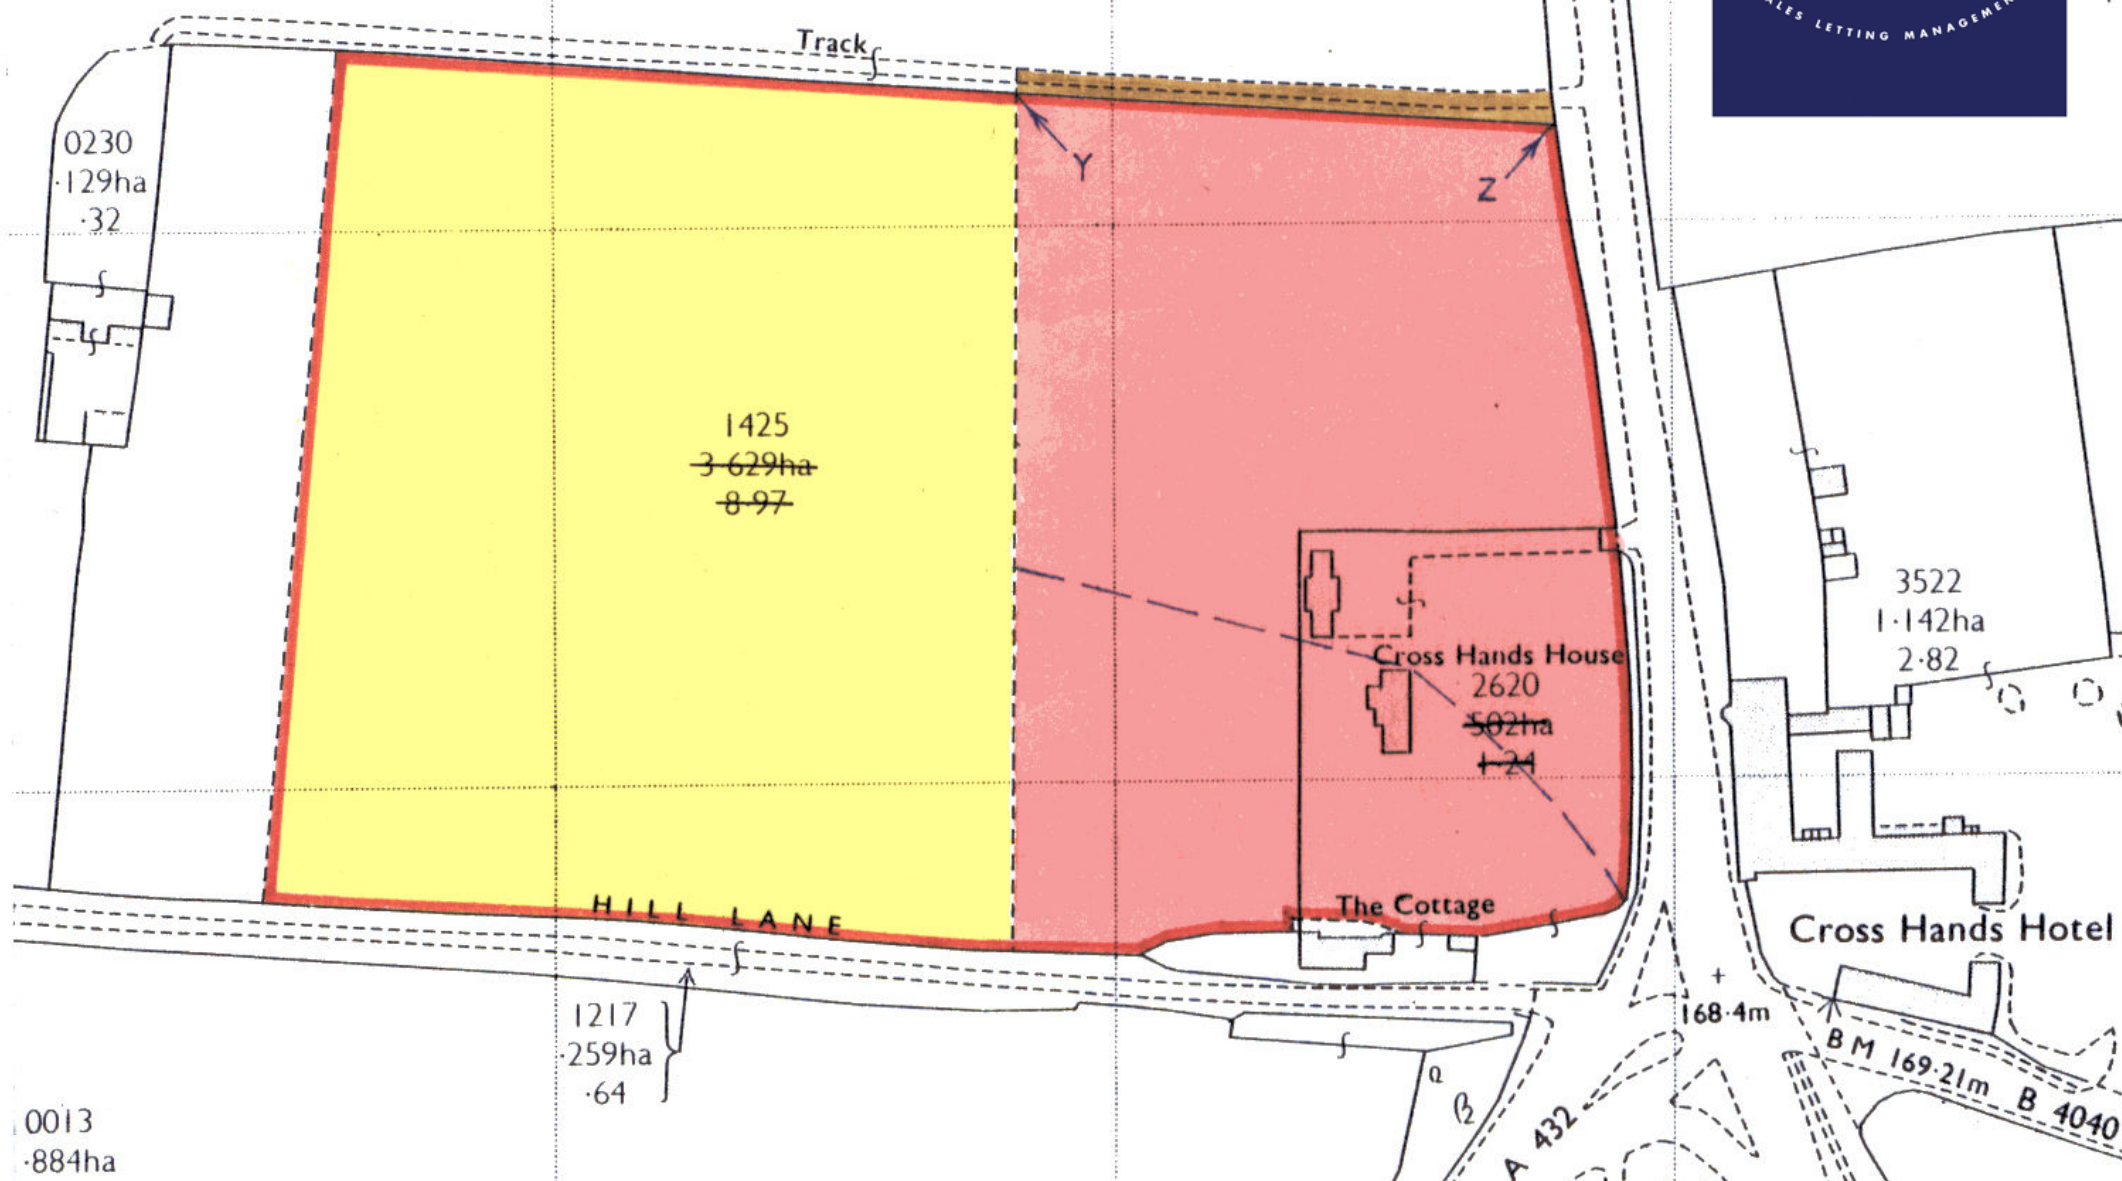 ALES LETTING MANAGEMEN
Track
0230
·129ha
·32
Y
Z
1425
3·629ha
8·97
Cross Hands House
2620
502ha
1·24
3522
1·142ha
2·82
The Cottage
HILL LANE
Cross Hands Hotel
1217
·259ha
·64
168·4m
BM 169·21m
B 4040
A 432
0013
·884ha